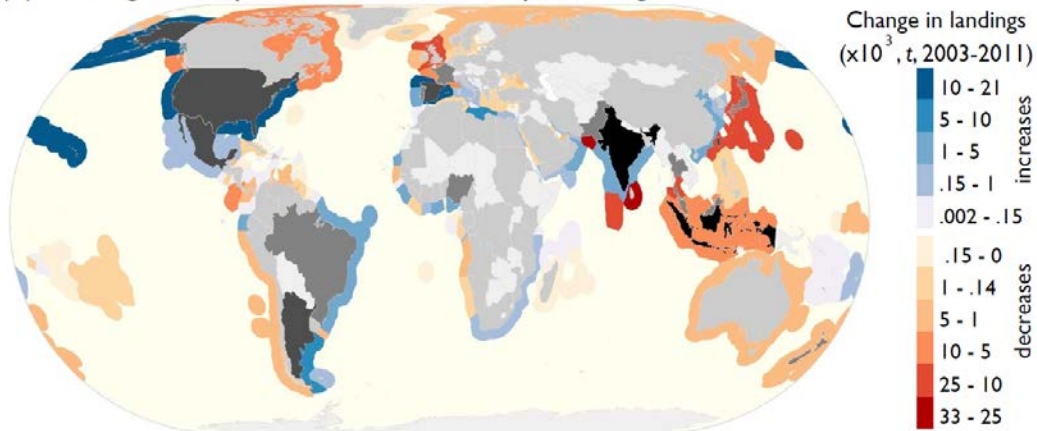 Change in landings
(x10³, t, 2003-2011)
10 - 21
5 - 10
1 - 5
.15 - 1
.002 - .15
increases
.15 - 0
1 - .14
5 - 1
10 - 5
25 - 10
33 - 25
decreases